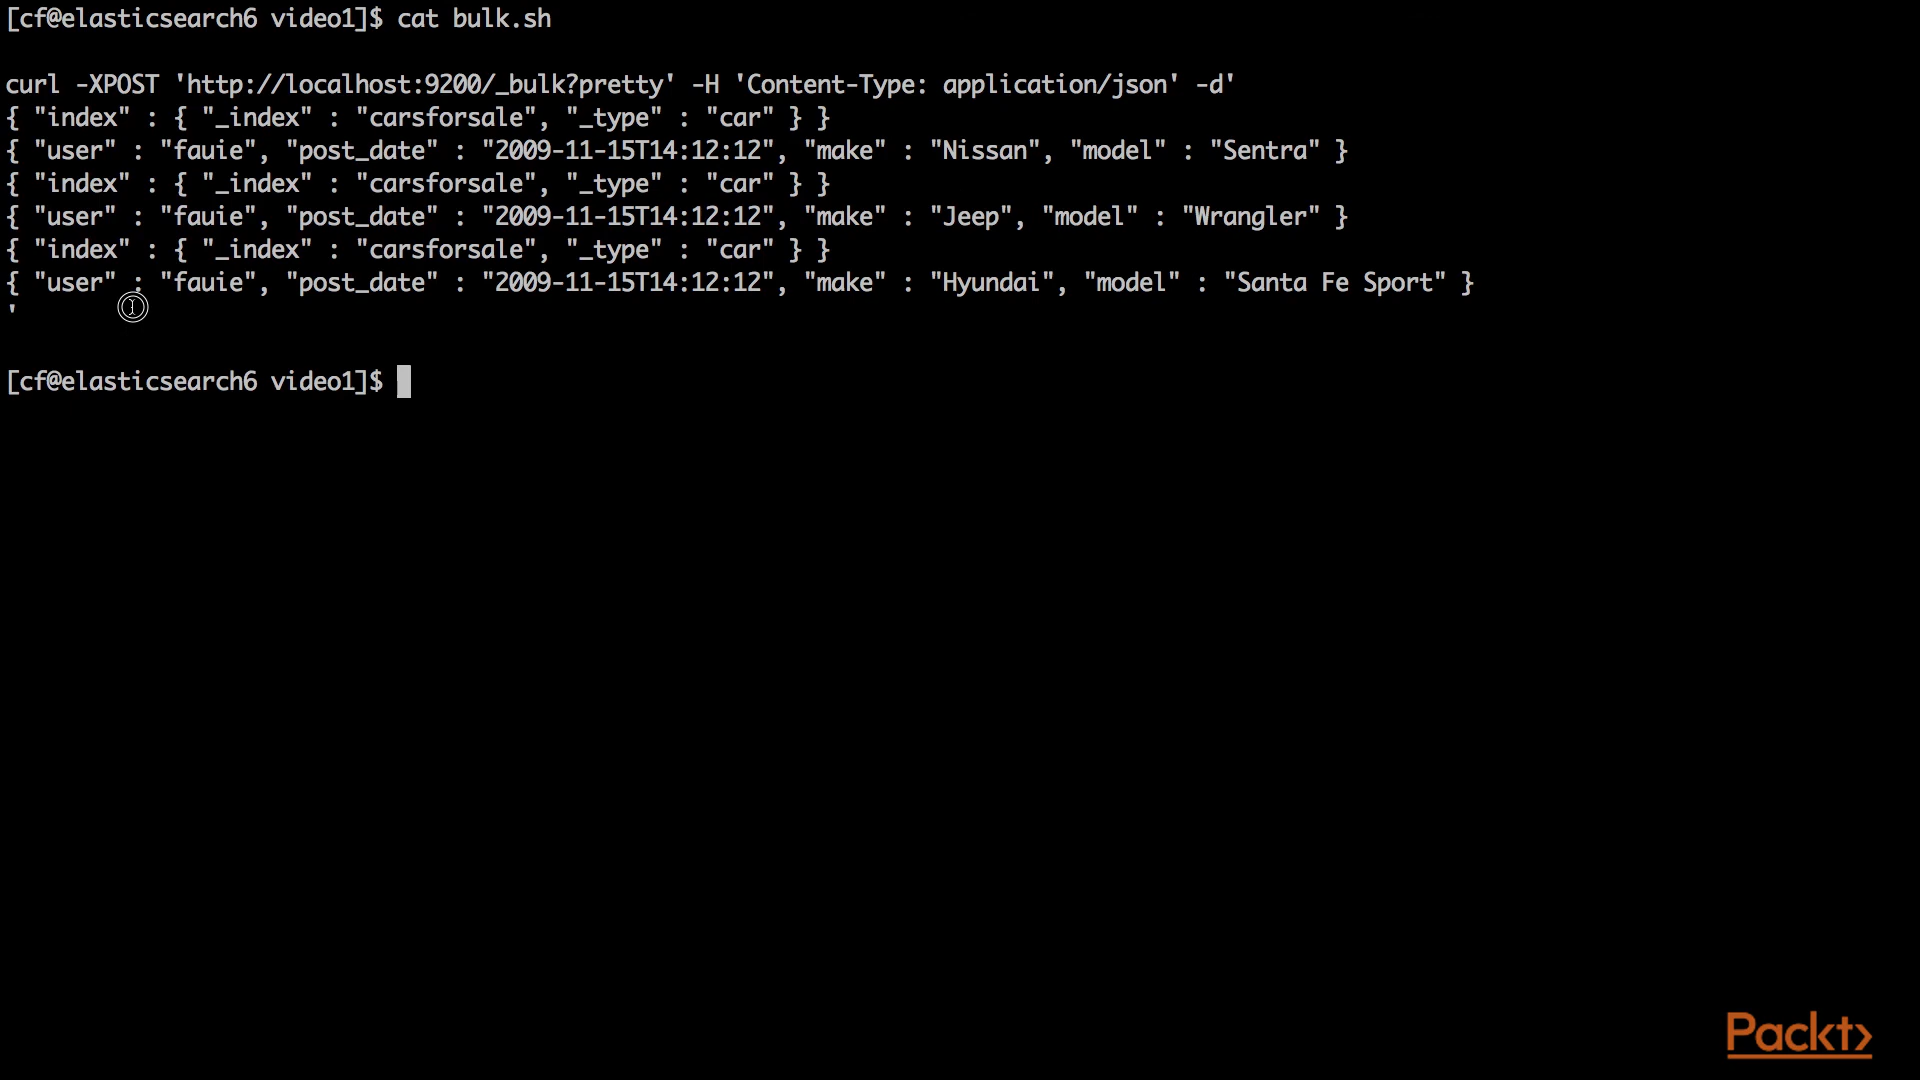 [cf@elasticsearch6 video1]$ cat bulk.sh
curl -XPOST 'http://localhost:9200/_bulk?pretty' -H 'Content-Type: application/json' -d'
{ "index" : { "_index" : "carsforsale", "_type" : "car" } }
{ "user" : "fauie", "post_date" : "2009-11-15T14:12:12", "make" : "Nissan", "model" : "Sentra" }
{ "index" : { "_index" : "carsforsale", "_type" : "car" } }
{ "user" : "fauie", "post_date" : "2009-11-15T14:12:12", "make" : "Jeep", "model" : "Wrangler" }
{ "index" : { "_index" : "carsforsale", "_type" : "car" } }
{ "user" : "fauie", "post_date" : "2009-11-15T14:12:12", "make" : "Hyundai", "model" : "Santa Fe Sport" }
'
[cf@elasticsearch6 video1]$
Packt>